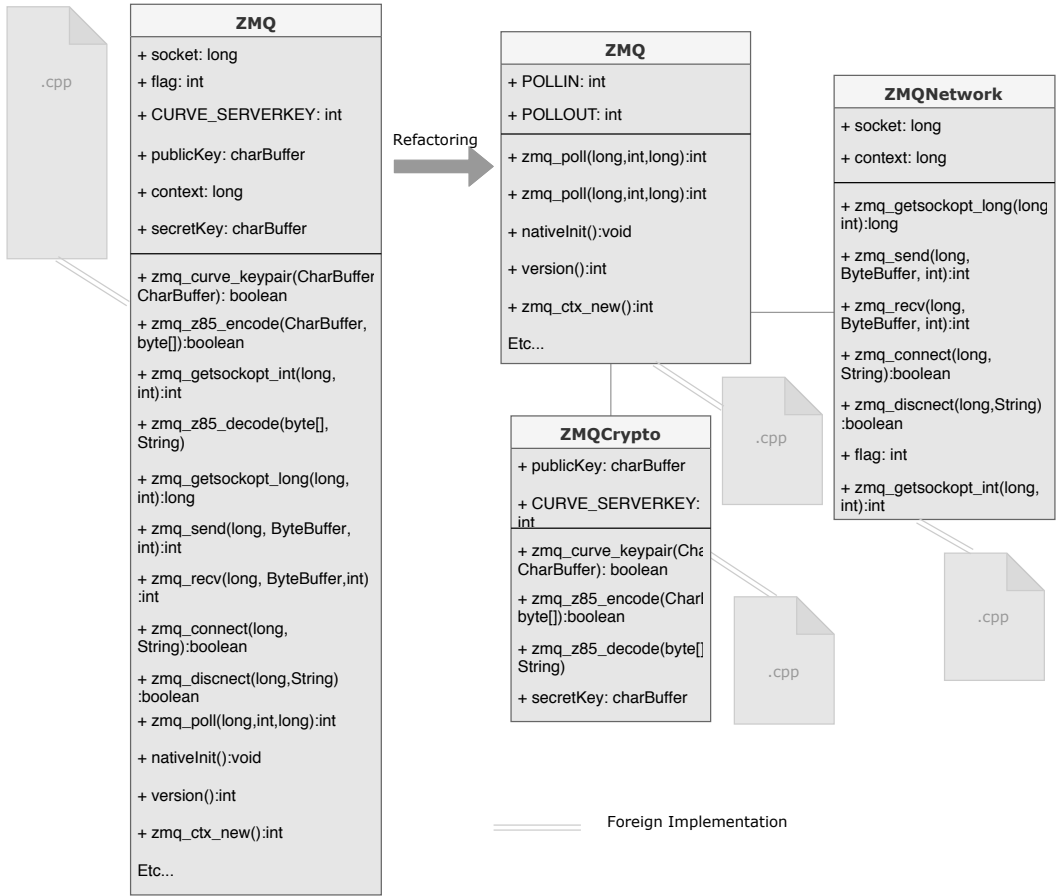 .cpp
ZMQ
+ socket: long
+ flag: int
+ CURVE_SERVERKEY: int
+ publicKey: charBuffer
+ context: long
+ secretKey: charBuffer
+ zmq_curve_keypair(CharBuffer
CharBuffer): boolean
+ zmq_z85_encode(CharBuffer,
byte[]):boolean
+ zmq_getsockopt_int(long,
int):int
+ zmq_z85_decode(byte[],
String)
+ zmq_getsockopt_long(long,
int):long
+ zmq_send(long, ByteBuffer,
int):int
+ zmq_recv(long, ByteBuffer,int)
:int
+ zmq_connect(long,
String):boolean
+ zmq_discnect(long,String)
:boolean
+ zmq_poll(long,int,long):int
+ nativeInit():void
+ version():int
+ zmq_ctx_new():int
Etc...
Refactoring
ZMQ
+ POLLIN: int
+ POLLOUT: int
+ zmq_poll(long,int,long):int
+ zmq_poll(long,int,long):int
+ nativeInit():void
+ version():int
+ zmq_ctx_new():int
Etc...
.cpp
ZMQNetwork
+ socket: long
+ context: long
+ zmq_getsockopt_long(long
int):long
+ zmq_send(long,
ByteBuffer, int):int
+ zmq_recv(long,
ByteBuffer, int):int
+ zmq_connect(long,
String):boolean
+ zmq_discnect(long,String)
:boolean
+ flag: int
+ zmq_getsockopt_int(long,
int):int
.cpp
ZMQCrypto
+ publicKey: charBuffer
+ CURVE_SERVERKEY:
int
+ zmq_curve_keypair(Cha
CharBuffer): boolean
+ zmq_z85_encode(Char
byte[]):boolean
+ zmq_z85_decode(byte[]
String)
+ secretKey: charBuffer
.cpp
Foreign Implementation